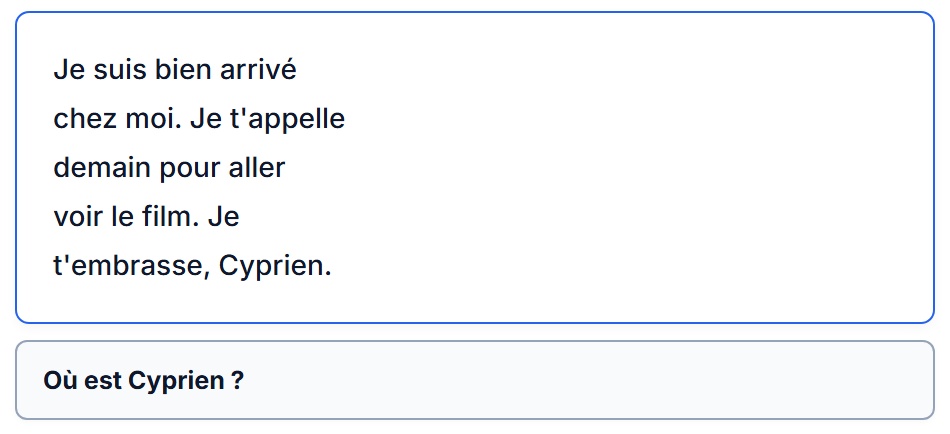 Je suis bien arrivé
chez moi. Je t'appelle
demain pour aller
voir le film. Je
t'embrasse, Cyprien.
Où est Cyprien ?